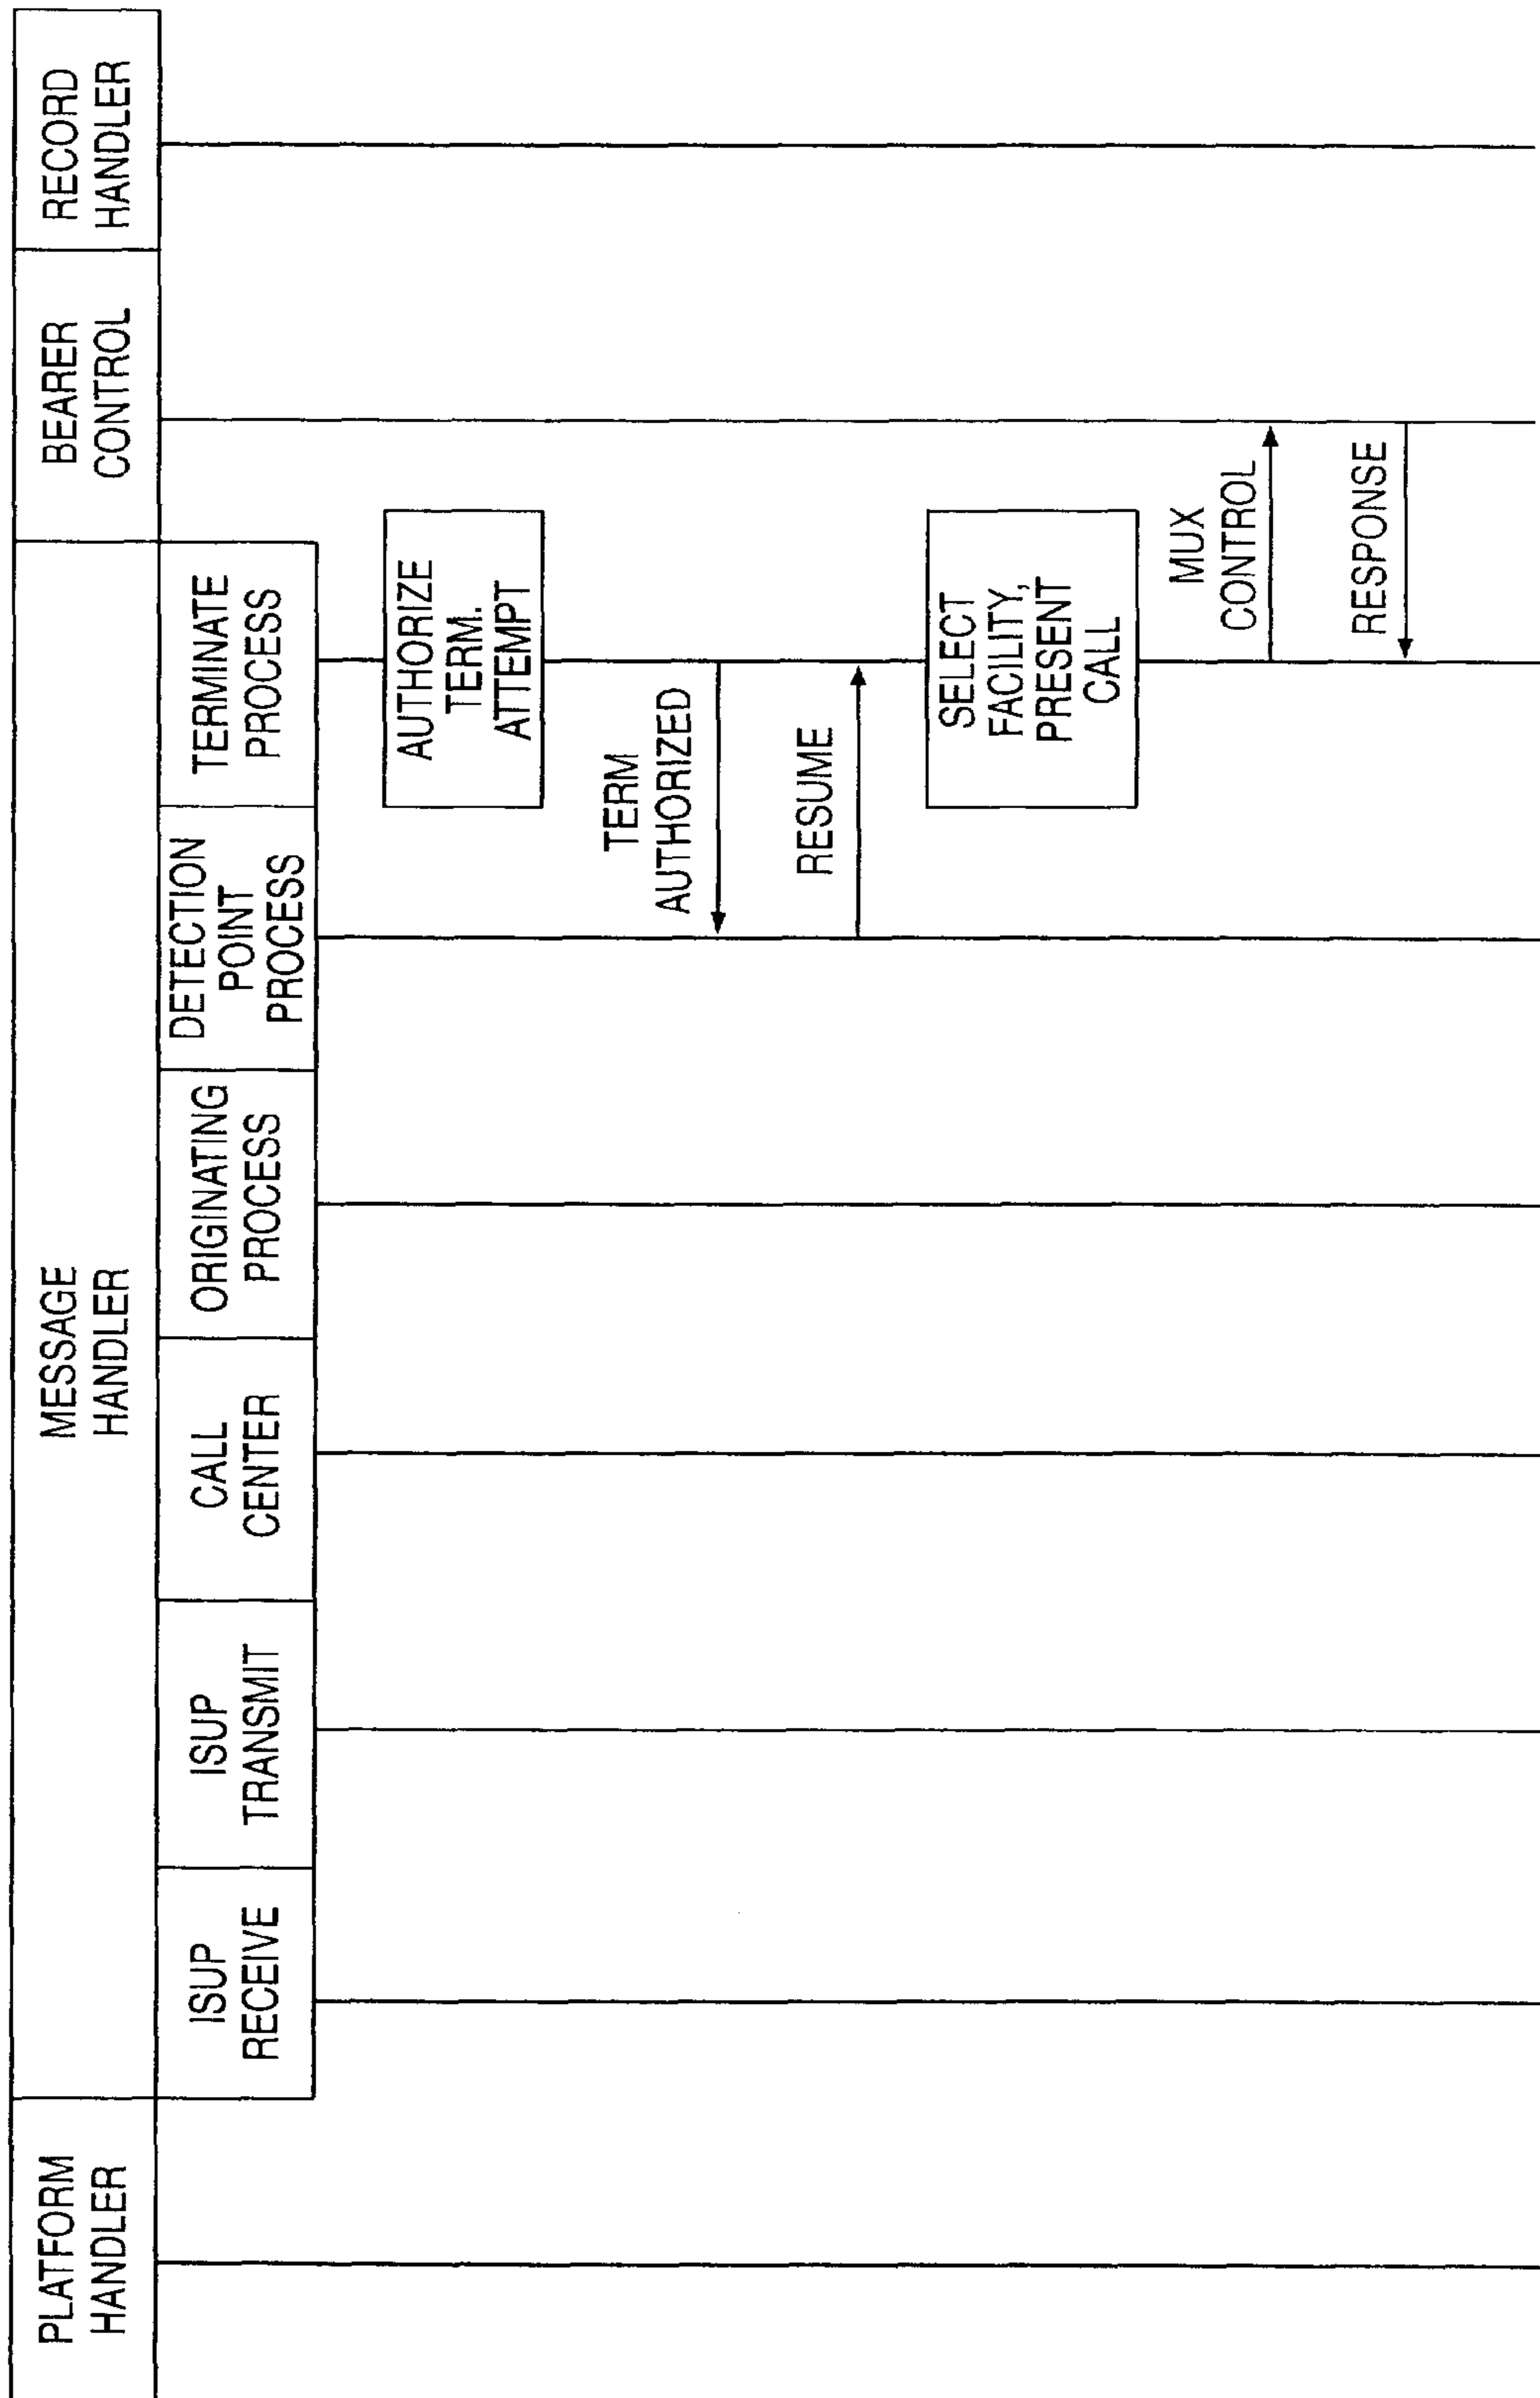 PLATFORM
HANDLER
MESSAGE
HANDLER
BEARER
CONTROL
RECORD
HANDLER
ISUP
RECEIVE
ISUP
TRANSMIT
CALL
CENTER
ORIGINATING
PROCESS
DETECTION
POINT
PROCESS
TERMINATE
PROCESS
AUTHORIZE
TERM.
ATTEMPT
TERM
AUTHORIZED
RESUME
SELECT
FACILITY,
PRESENT
CALL
MUX
CONTROL
RESPONSE